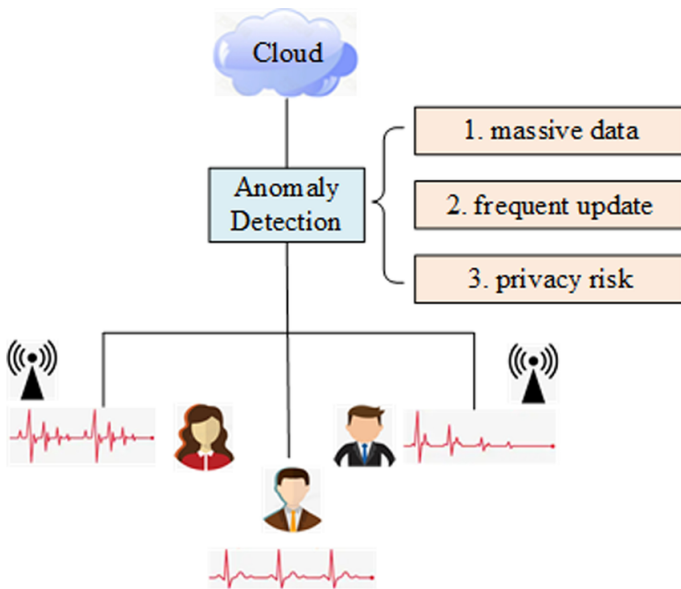 Cloud
Anomaly
Detection
1. massive data
2. frequent update
3. privacy risk